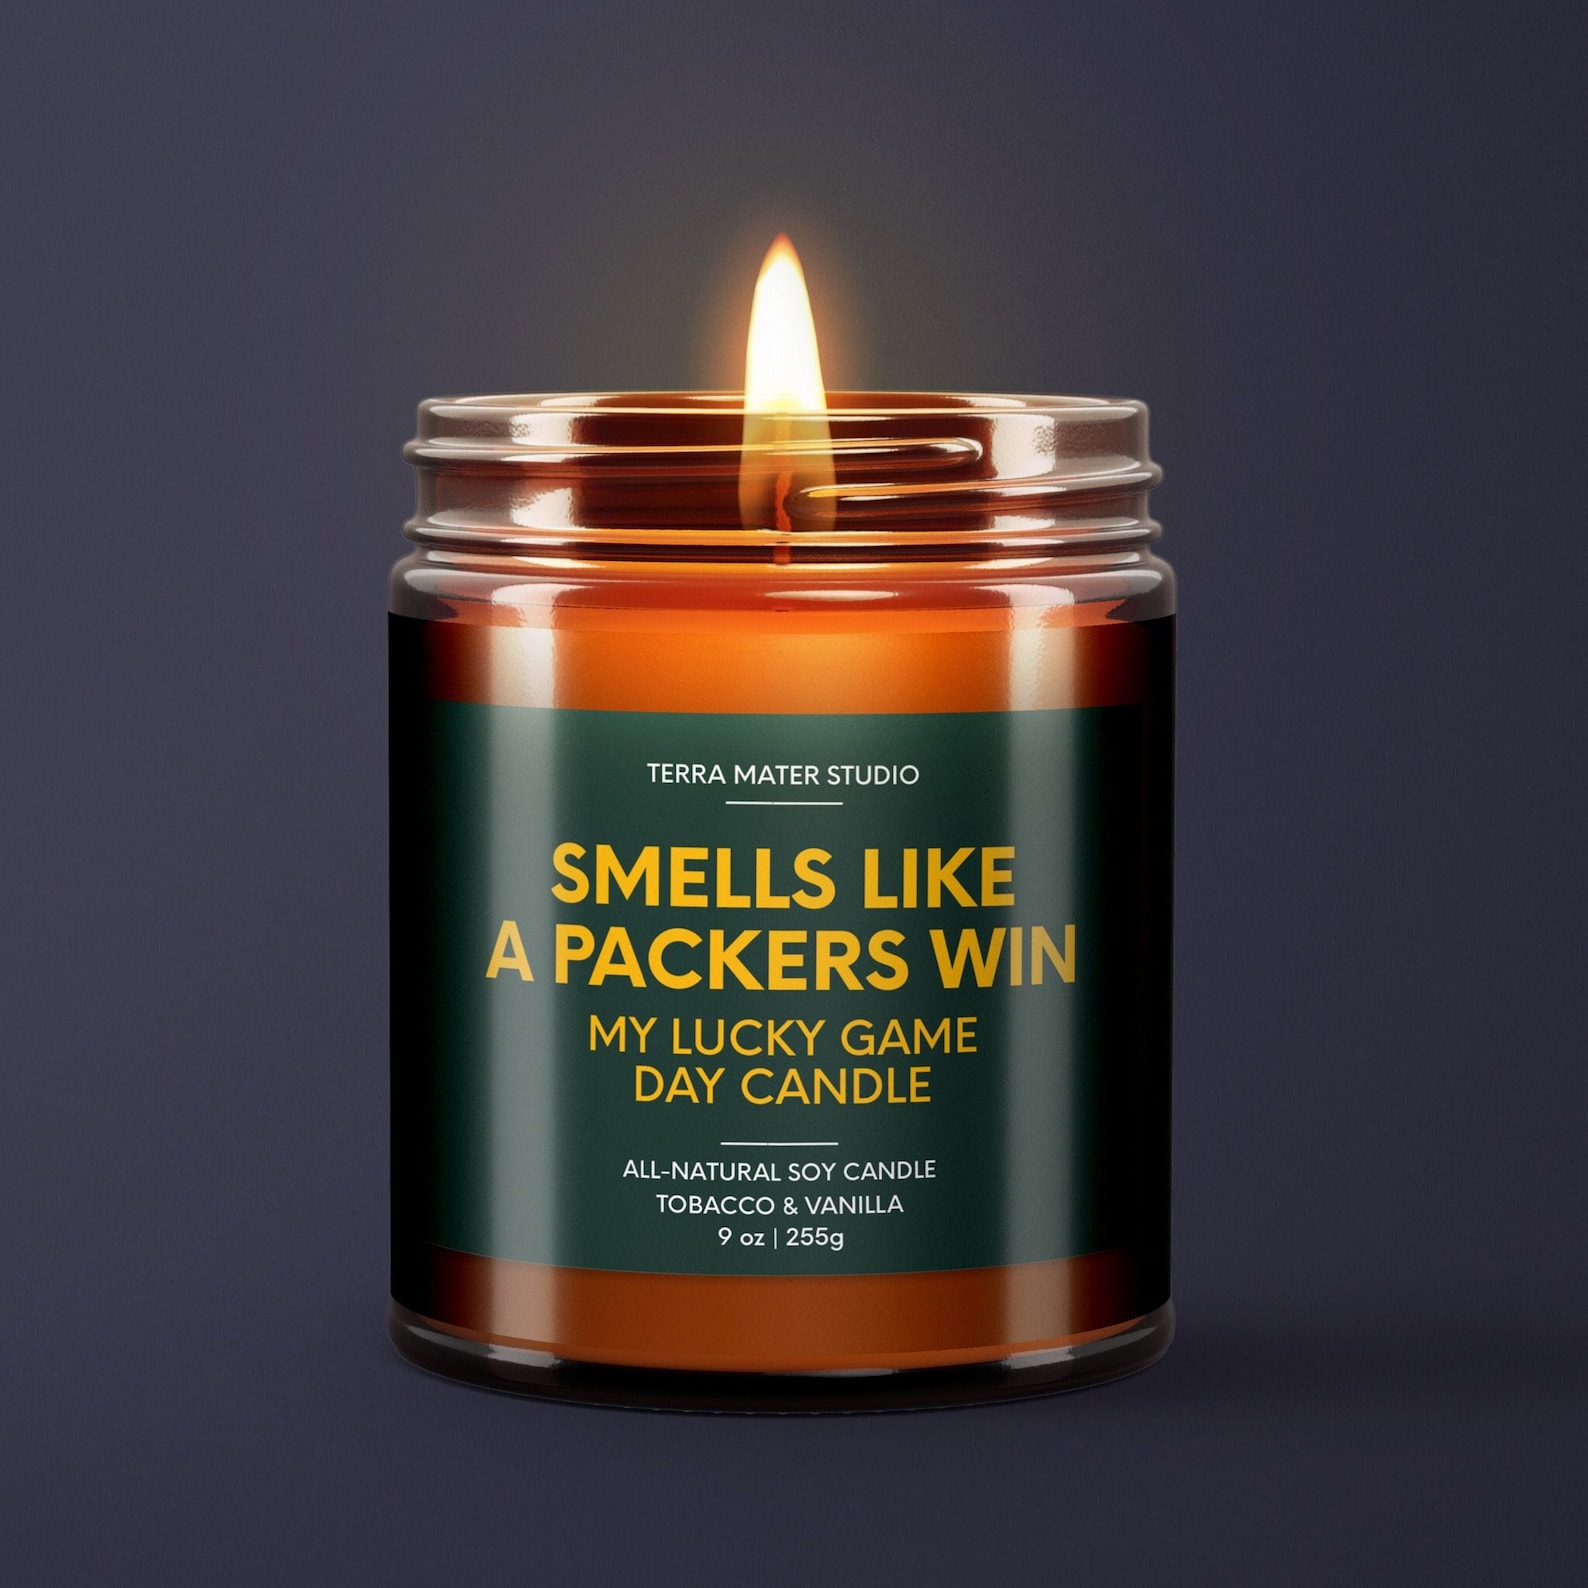 TERRA MATER STUDIO
SMELLS LIKE
A PACKERS WIN
MY LUCKY GAME
DAY CANDLE
ALL-NATURAL SOY CANDLE
TOBACCO & VANILLA
9 oz | 255g